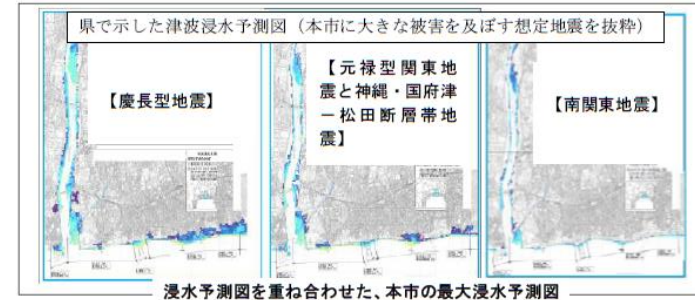 県で示した津波浸水予測図（本市に大きな被害を及ぼす想定地震を抜粋）
【慶長型地震】
【元禄型関東地
震と神縄・国府津
－松田断層帯地
震】
【南関東地震】
浸水予測図を重ね合わせた、本市の最大浸水予測図